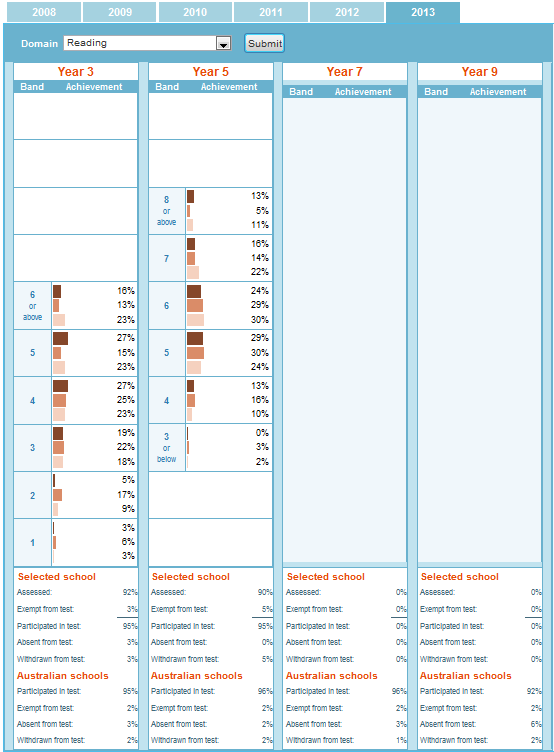 2008 2009 2010 2011 2012 2013
Domain Reading Submit
Year 3 Year 5 Year 7 Year 9
Band Achievement Band Achievement Band Achievement Band Achievement
8 or above 13% 5% 11%
7 16% 14% 22%
6 or above 16% 13% 23% 6 24% 29% 30%
5 27% 15% 23% 5 29% 30% 24%
4 27% 25% 23% 4 13% 16% 10%
3 19% 22% 18% 3 or below 0% 3% 2%
2 5% 17% 9%
1 3% 6% 3%
Selected school Selected school Selected school Selected school
Assessed: 92% Assessed: 90% Assessed: 0% Assessed: 0%
Exempt from test: 3% Exempt from test: 5% Exempt from test: 0% Exempt from test: 0%
Participated in test: 95% Participated in test: 95% Participated in test: 0% Participated in test: 0%
Absent from test: 3% Absent from test: 0% Absent from test: 0% Absent from test: 0%
Withdrawn from test: 3% Withdrawn from test: 5% Withdrawn from test: 0% Withdrawn from test: 0%
Australian schools Australian schools Australian schools Australian schools
Participated in test: 95% Participated in test: 96% Participated in test: 96% Participated in test: 92%
Exempt from test: 2% Exempt from test: 2% Exempt from test: 2% Exempt from test: 2%
Absent from test: 3% Absent from test: 2% Absent from test: 3% Absent from test: 6%
Withdrawn from test: 2% Withdrawn from test: 2% Withdrawn from test: 1% Withdrawn from test: 2%